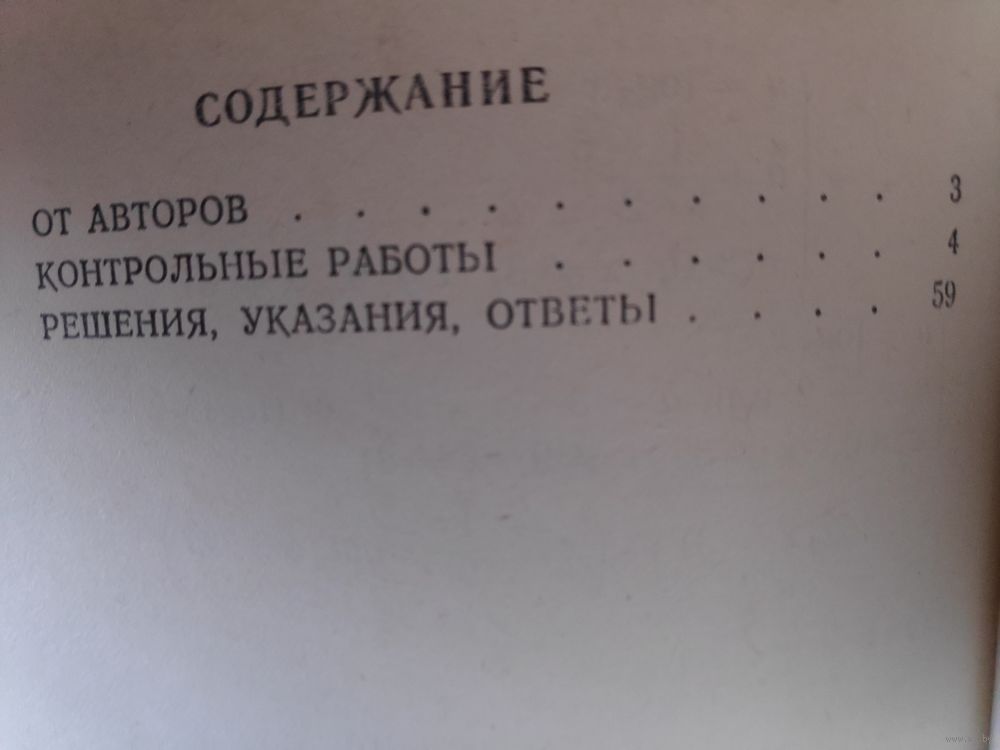 СОДЕРЖАНИЕ
ОТ АВТОРОВ . . . . . . . . . . 3
КОНТРОЛЬНЫЕ РАБОТЫ . . . . . . 4
РЕШЕНИЯ, УКАЗАНИЯ, ОТВЕТЫ . . . . 59